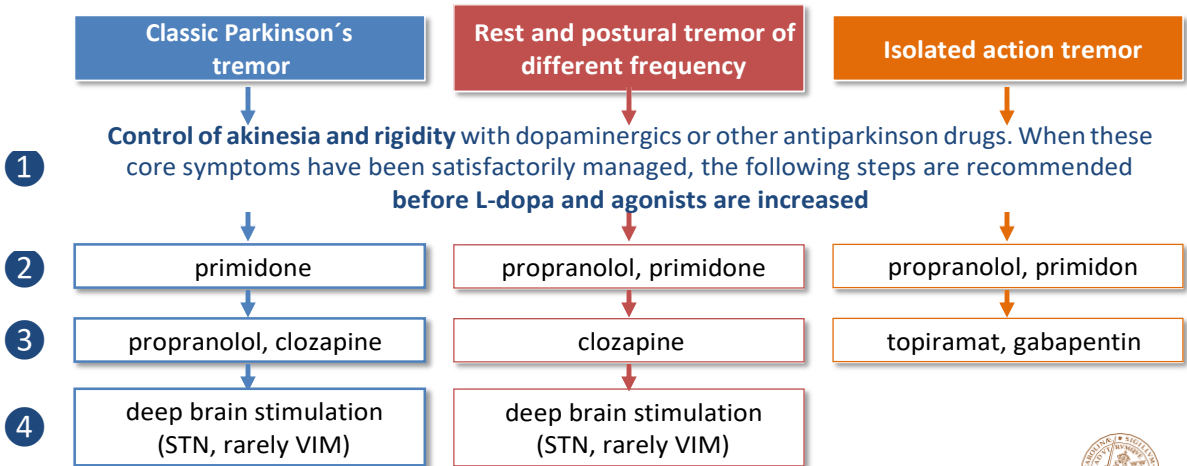 Classic Parkinson´s
tremor
Rest and postural tremor of
different frequency
Isolated action tremor
1
Control of akinesia and rigidity with dopaminergics or other antiparkinson drugs. When these
core symptoms have been satisfactorily managed, the following steps are recommended
before L-dopa and agonists are increased
2
primidone
propranolol, primidone
propranolol, primidon
3
propranolol, clozapine
clozapine
topiramat, gabapentin
4
deep brain stimulation
(STN, rarely VIM)
deep brain stimulation
(STN, rarely VIM)